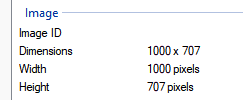 Image
Image ID
Dimensions 1000 x 707
Width 1000 pixels
Height 707 pixels